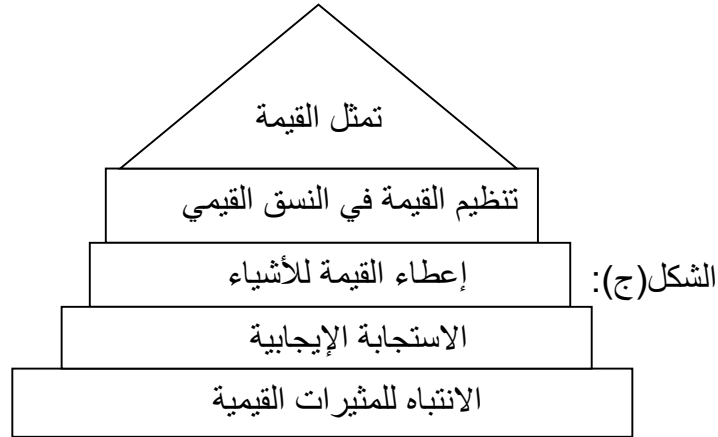 تمثل القيمة
تنظيم القيمة في النسق القيمي
إعطاء القيمة للأشياء
الشكل(ج):
الاستجابة الإيجابية
الانتباه للمثيرات القيمية